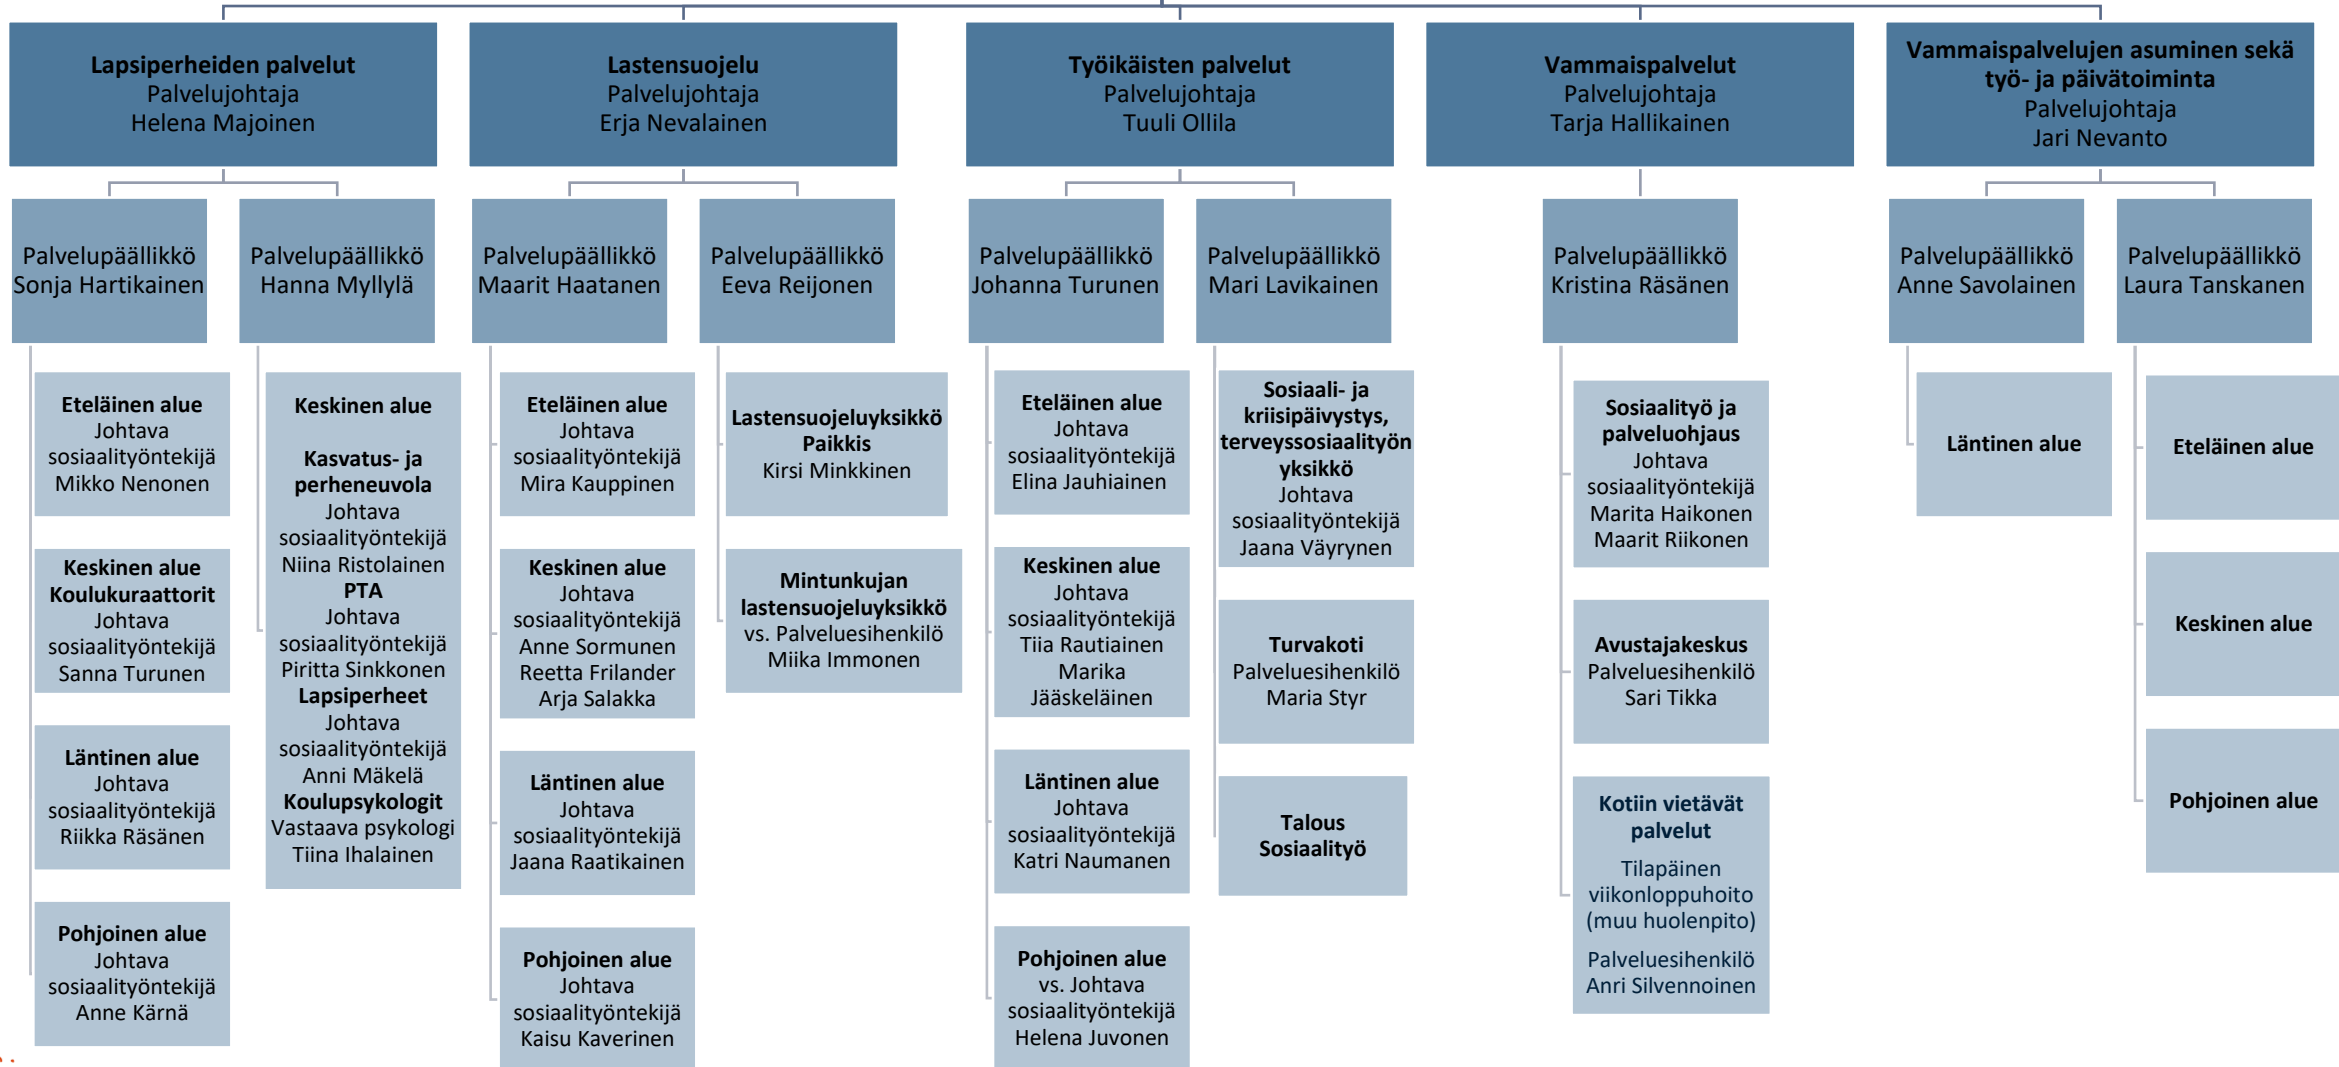 Lapsiperheiden palvelut
Palvelujohtaja
Helena Majoinen
Lastensuojelu
Palvelujohtaja
Erja Nevalainen
Työikäisten palvelut
Palvelujohtaja
Tuuli Ollila
Vammaispalvelut
Palvelujohtaja
Tarja Hallikainen
Vammaispalvelujen asuminen sekä
työ- ja päivätoiminta
Palvelujohtaja
Jari Nevanto
Palvelupäällikkö
Sonja Hartikainen
Palvelupäällikkö
Hanna Myllylä
Palvelupäällikkö
Maarit Haatanen
Palvelupäällikkö
Eeva Reijonen
Palvelupäällikkö
Johanna Turunen
Palvelupäällikkö
Mari Lavikainen
Palvelupäällikkö
Kristina Räsänen
Palvelupäällikkö
Anne Savolainen
Palvelupäällikkö
Laura Tanskanen
Eteläinen alue
Johtava
sosiaalityöntekijä
Mikko Nenonen
Keskinen alue
Koulukuraattorit
Johtava
sosiaalityöntekijä
Sanna Turunen
Läntinen alue
Johtava
sosiaalityöntekijä
Riikka Räsänen
Pohjoinen alue
Johtava
sosiaalityöntekijä
Anne Kärnä
Keskinen alue
Kasvatus- ja
perheneuvola
Johtava
sosiaalityöntekijä
Niina Ristolainen
PTA
Johtava
sosiaalityöntekijä
Piritta Sinkkonen
Lapsiperheet
Johtava
sosiaalityöntekijä
Anni Mäkelä
Koulupsykologit
Vastaava psykologi
Tiina Ihalainen
Eteläinen alue
Johtava
sosiaalityöntekijä
Mira Kauppinen
Keskinen alue
Johtava
sosiaalityöntekijä
Anne Sormunen
Reetta Frilander
Arja Salakka
Läntinen alue
Johtava
sosiaalityöntekijä
Jaana Raatikainen
Pohjoinen alue
Johtava
sosiaalityöntekijä
Kaisu Kaverinen
Lastensuojeluyksikkö
Paikkis
Kirsi Minkkinen
Mintunkujan
lastensuojeluyksikkö
vs. Palveluesihenkilö
Miika Immonen
Eteläinen alue
Johtava
sosiaalityöntekijä
Elina Jauhiainen
Keskinen alue
Johtava
sosiaalityöntekijä
Tiia Rautiainen
Marika
Jääskeläinen
Läntinen alue
Johtava
sosiaalityöntekijä
Katri Naumanen
Pohjoinen alue
vs. Johtava
sosiaalityöntekijä
Helena Juvonen
Sosiaali- ja
kriisipäivystys,
terveyssosiaalityön
yksikkö
Johtava
sosiaalityöntekijä
Jaana Väyrynen
Turvakoti
Palveluesihenkilö
Maria Styr
Talous
Sosiaalityö
Sosiaalityö ja
palveluohjaus
Johtava
sosiaalityöntekijä
Marita Haikonen
Maarit Riikonen
Avustajakeskus
Palveluesihenkilö
Sari Tikka
Kotiin vietävät
palvelut
Tilapäinen
viikonloppuhoito
(muu huolenpito)
Palveluesihenkilö
Anri Silvennoinen
Läntinen alue
Eteläinen alue
Keskinen alue
Pohjoinen alue